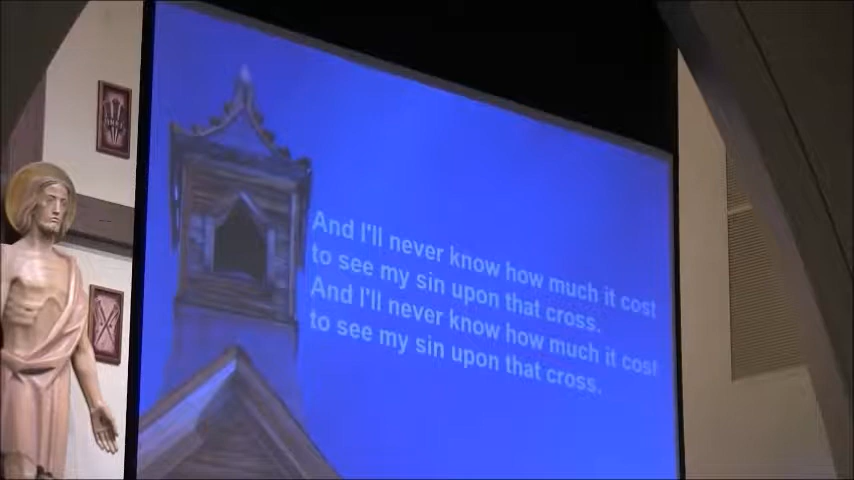 And I'll never know how much it cost
to see my sin upon that cross.
And I'll never know how much it cost
to see my sin upon that cross.